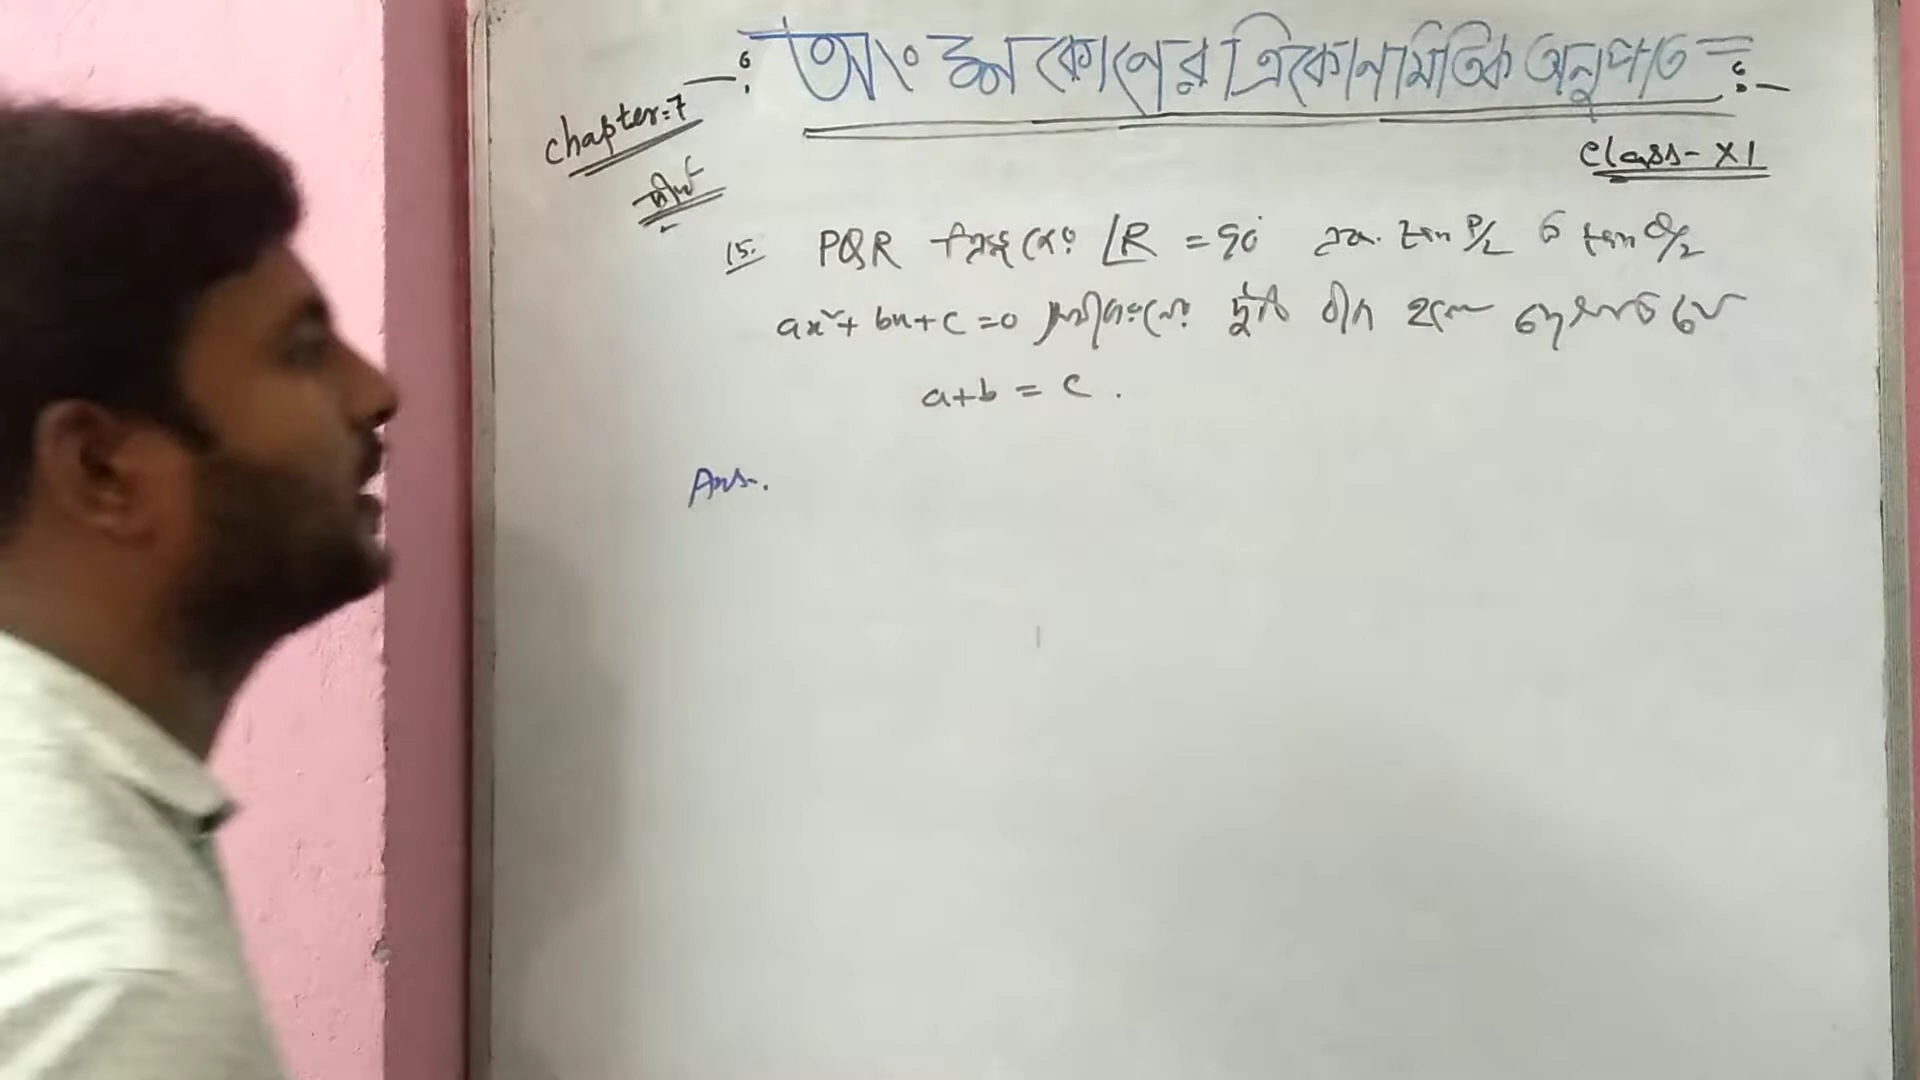 অংশ কোণের ত্রিকোণমিতিক অনুপাত
chapter:7
Class-XI
দীর্ঘ
15. PQR ত্রিভুজের ∠R = 90° এবং tan P/2 ও tan Q/2
ax²+bx+c=0 সমীকরণের দুটি বীজ হলে দেখাও যে
a+b = c.
Ans.